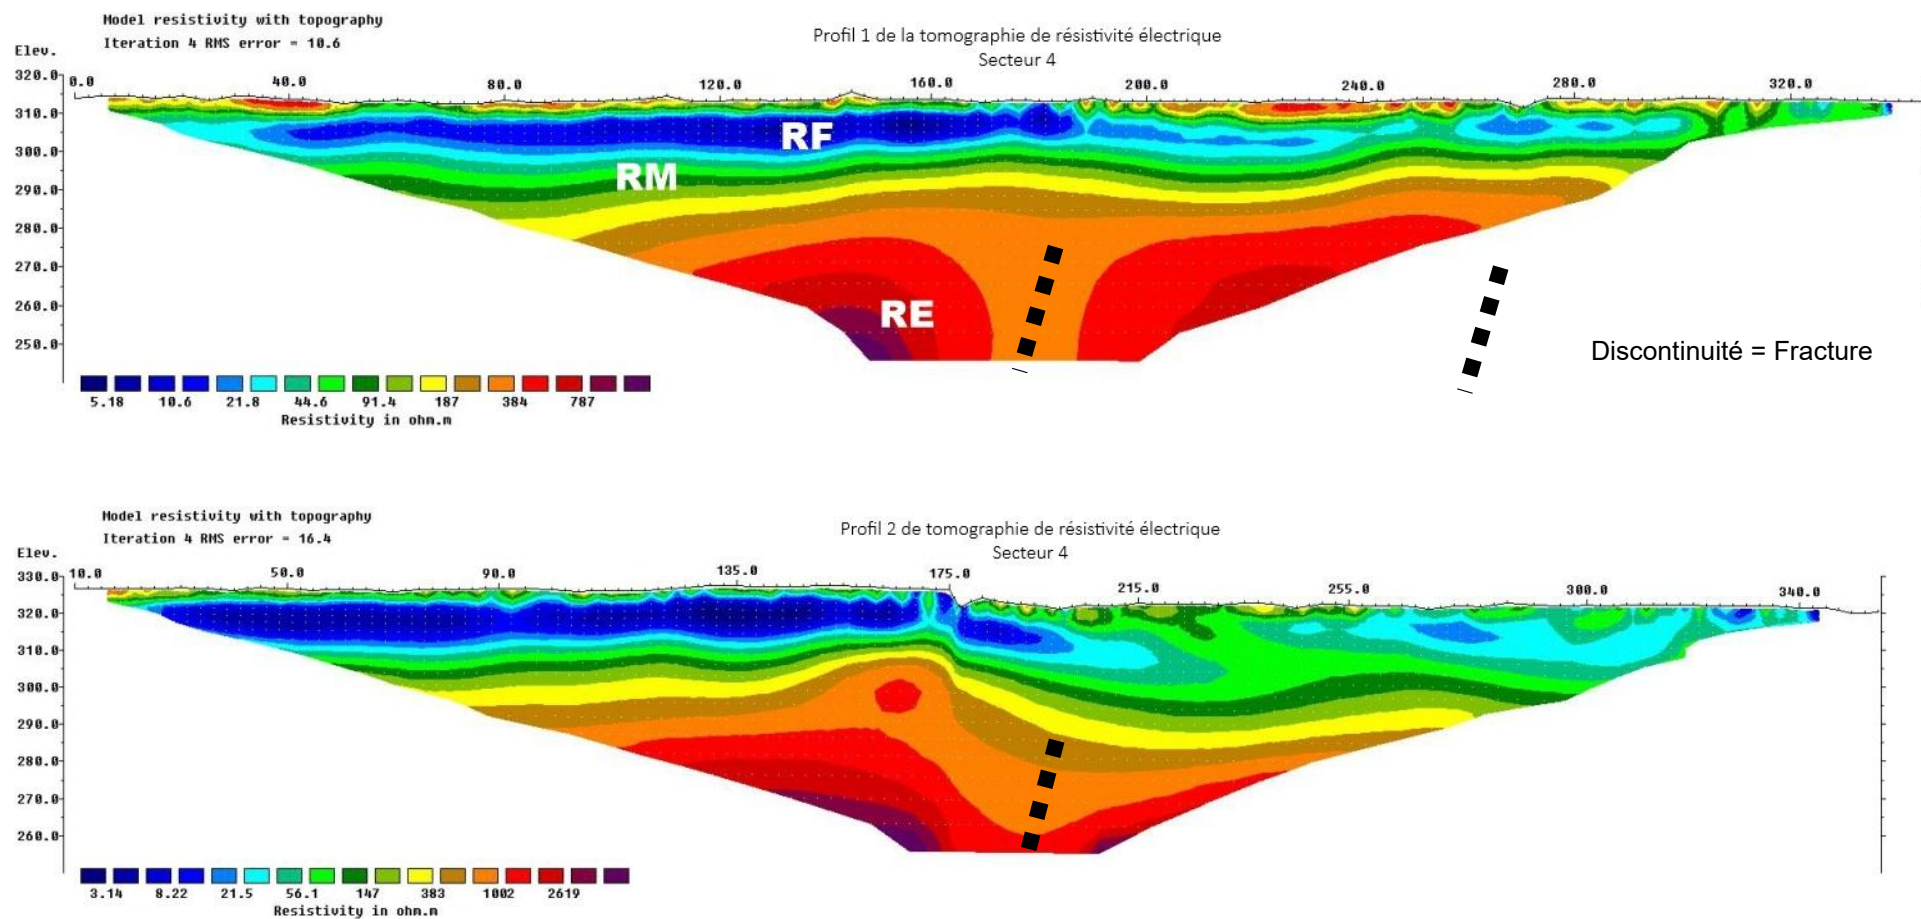 Model resistivity with topography
Iteration 4 RMS error = 10.6
Profil 1 de la tomographie de résistivité électrique
Secteur 4
Elev.
0.0 40.0 80.0 120.0 160.0 200.0 240.0 280.0 320.0
320.0
310.0
300.0
290.0
280.0
270.0
260.0
250.0
RF
RM
RE
Discontinuité = Fracture
5.18 10.6 21.8 44.6 91.4 187 384 787
Resistivity in ohm.m
Model resistivity with topography
Iteration 4 RMS error = 16.4
Profil 2 de tomographie de résistivité électrique
Secteur 4
Elev.
10.0 50.0 90.0 135.0 175.0 215.0 255.0 300.0 340.0
330.0
320.0
310.0
300.0
290.0
280.0
270.0
260.0
3.14 8.22 21.5 56.1 147 383 1002 2619
Resistivity in ohm.m